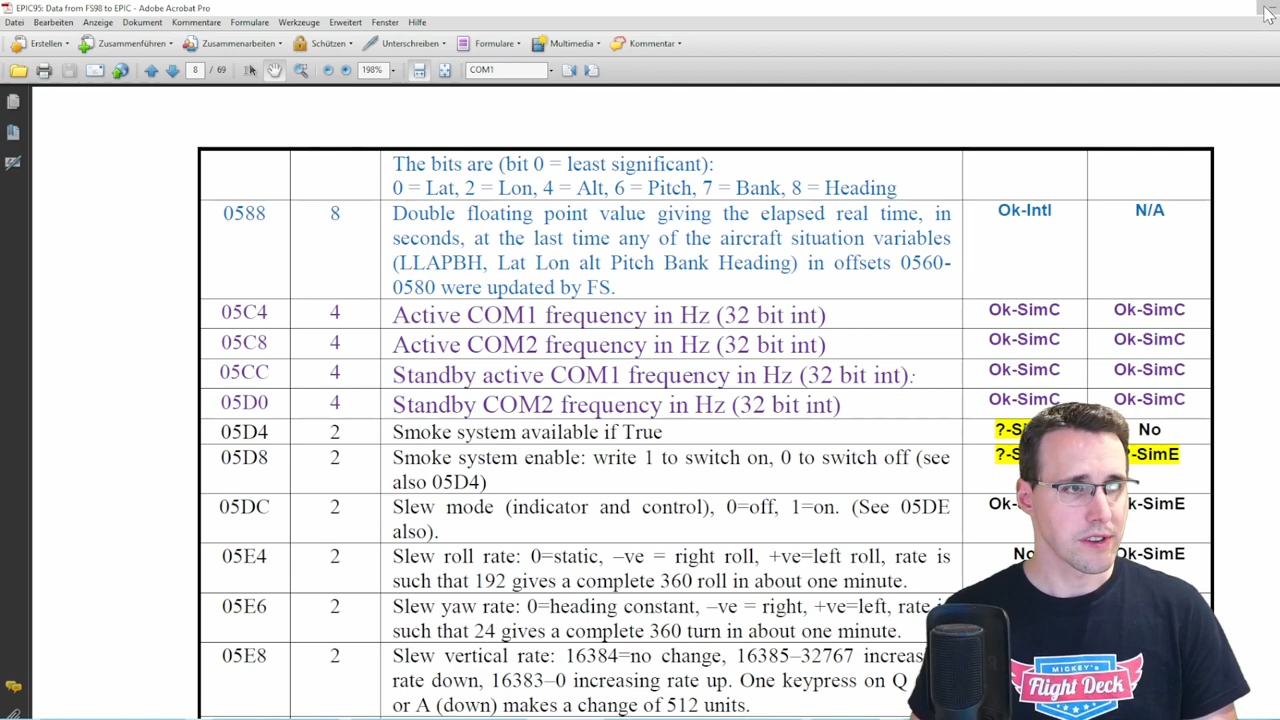 EPIC95: Data from FS98 to EPIC - Adobe Acrobat Pro
Datei Bearbeiten Anzeige Dokument Kommentare Formulare Werkzeuge Erweitert Fenster Hilfe
Erstellen Zusammenführen Zusammenarbeiten Schützen Unterschreiben Formulare Multimedia Kommentar
8 / 69 198% COM1
The bits are (bit 0 = least significant):
0 = Lat, 2 = Lon, 4 = Alt, 6 = Pitch, 7 = Bank, 8 = Heading
0588 8 Double floating point value giving the elapsed real time, in Ok-Intl N/A
seconds, at the last time any of the aircraft situation variables
(LLAPBH, Lat Lon alt Pitch Bank Heading) in offsets 0560-
0580 were updated by FS.
05C4 4 Active COM1 frequency in Hz (32 bit int) Ok-SimC Ok-SimC
05C8 4 Active COM2 frequency in Hz (32 bit int) Ok-SimC Ok-SimC
05CC 4 Standby active COM1 frequency in Hz (32 bit int): Ok-SimC Ok-SimC
05D0 4 Standby COM2 frequency in Hz (32 bit int) Ok-SimC Ok-SimC
05D4 2 Smoke system available if True ?-Si No
05D8 2 Smoke system enable: write 1 to switch on, 0 to switch off (see ?-S ?-SimE
also 05D4)
05DC 2 Slew mode (indicator and control), 0=off, 1=on. (See 05DE Ok- Ok-SimE
also).
05E4 2 Slew roll rate: 0=static, –ve = right roll, +ve=left roll, rate is No Ok-SimE
such that 192 gives a complete 360 roll in about one minute.
05E6 2 Slew yaw rate: 0=heading constant, –ve = right, +ve=left, rate
such that 24 gives a complete 360 turn in about one minute.
05E8 2 Slew vertical rate: 16384=no change, 16385–32767 increasi
rate down, 16383–0 increasing rate up. One keypress on Q
or A (down) makes a change of 512 units.
MICKEY's
Flight Deck